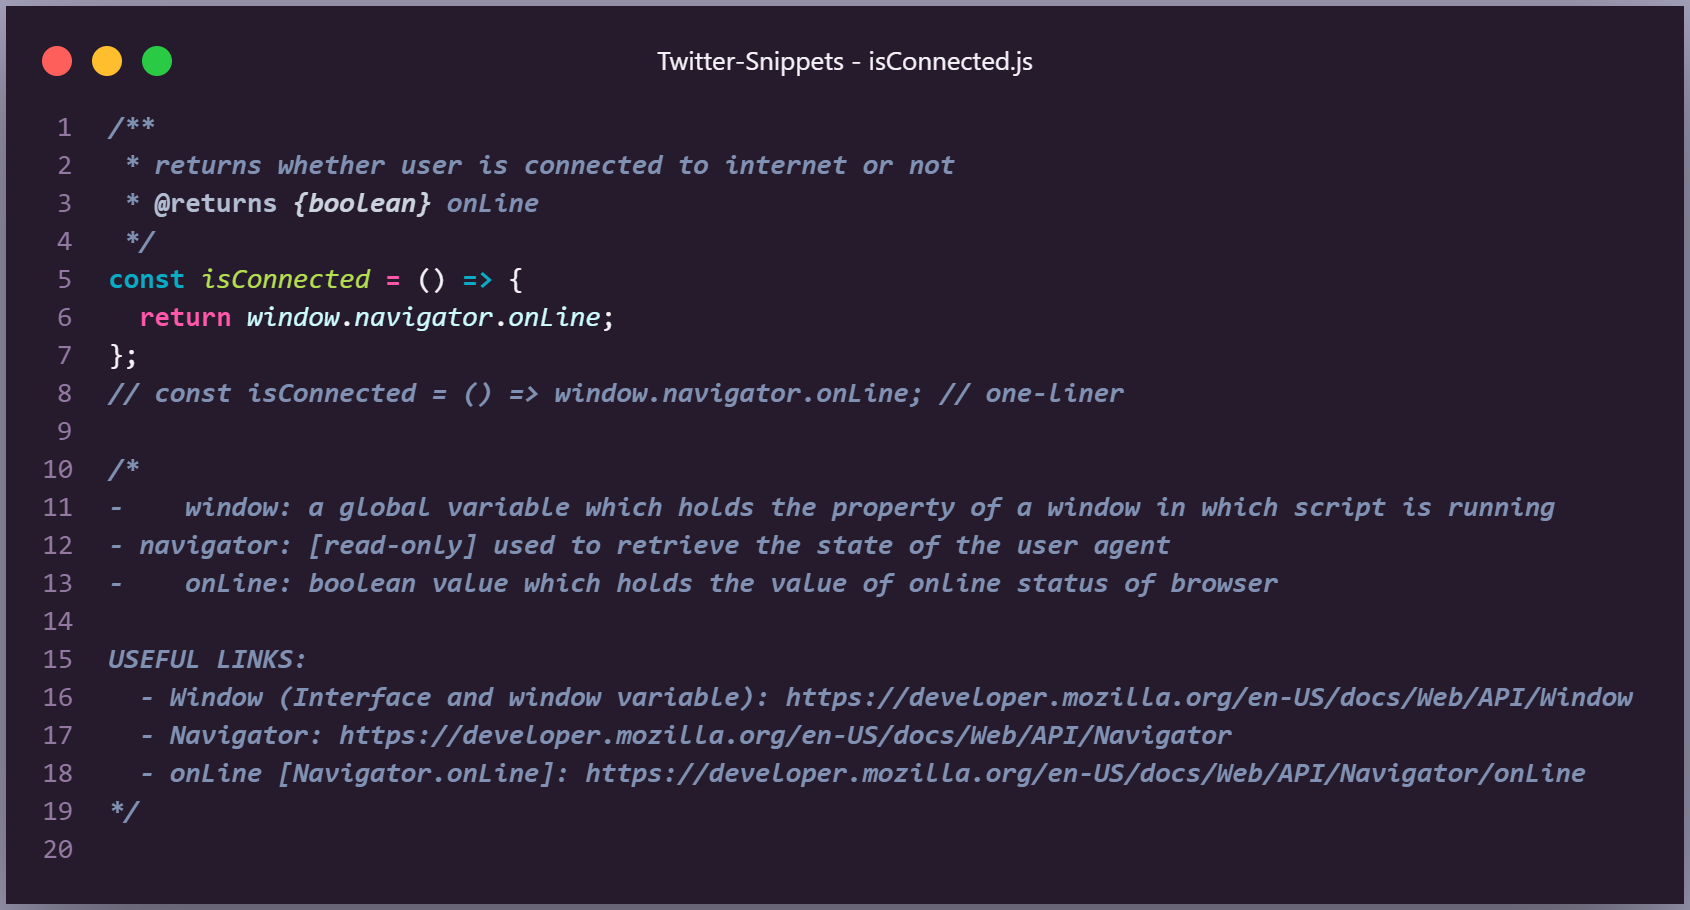 Twitter-Snippets - isConnected.js
1 /**
2  * returns whether user is connected to internet or not
3  * @returns {boolean} onLine
4  */
5 const isConnected = () => {
6   return window.navigator.onLine;
7 };
8 // const isConnected = () => window.navigator.onLine; // one-liner
9
10 /*
11 -    window: a global variable which holds the property of a window in which script is running
12 - navigator: [read-only] used to retrieve the state of the user agent
13 -    onLine: boolean value which holds the value of online status of browser
14
15 USEFUL LINKS:
16   - Window (Interface and window variable): https://developer.mozilla.org/en-US/docs/Web/API/Window
17   - Navigator: https://developer.mozilla.org/en-US/docs/Web/API/Navigator
18   - onLine [Navigator.onLine]: https://developer.mozilla.org/en-US/docs/Web/API/Navigator/onLine
19 */
20